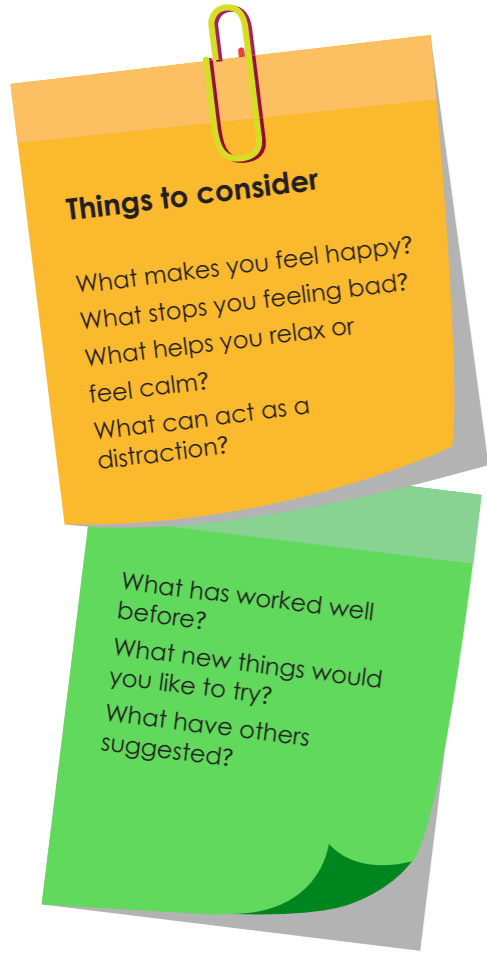 Things to consider
What makes you feel happy?
What stops you feeling bad?
What helps you relax or
feel calm?
What can act as a
distraction?
What has worked well
before?
What new things would
you like to try?
What have others
suggested?